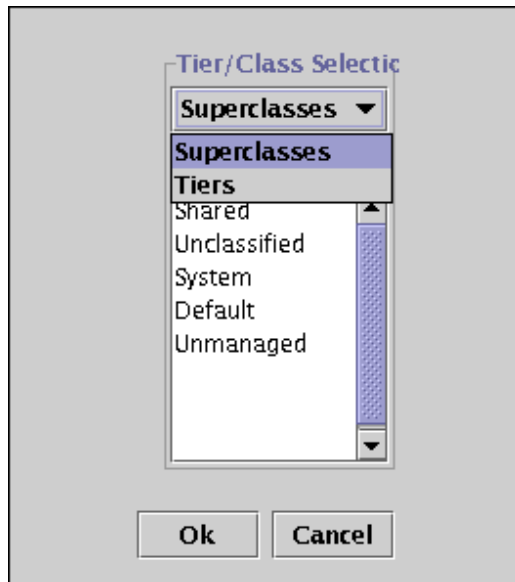 Tier/Class Selectic
Superclasses
Superclasses
Tiers
Shared
Unclassified
System
Default
Unmanaged
Ok
Cancel